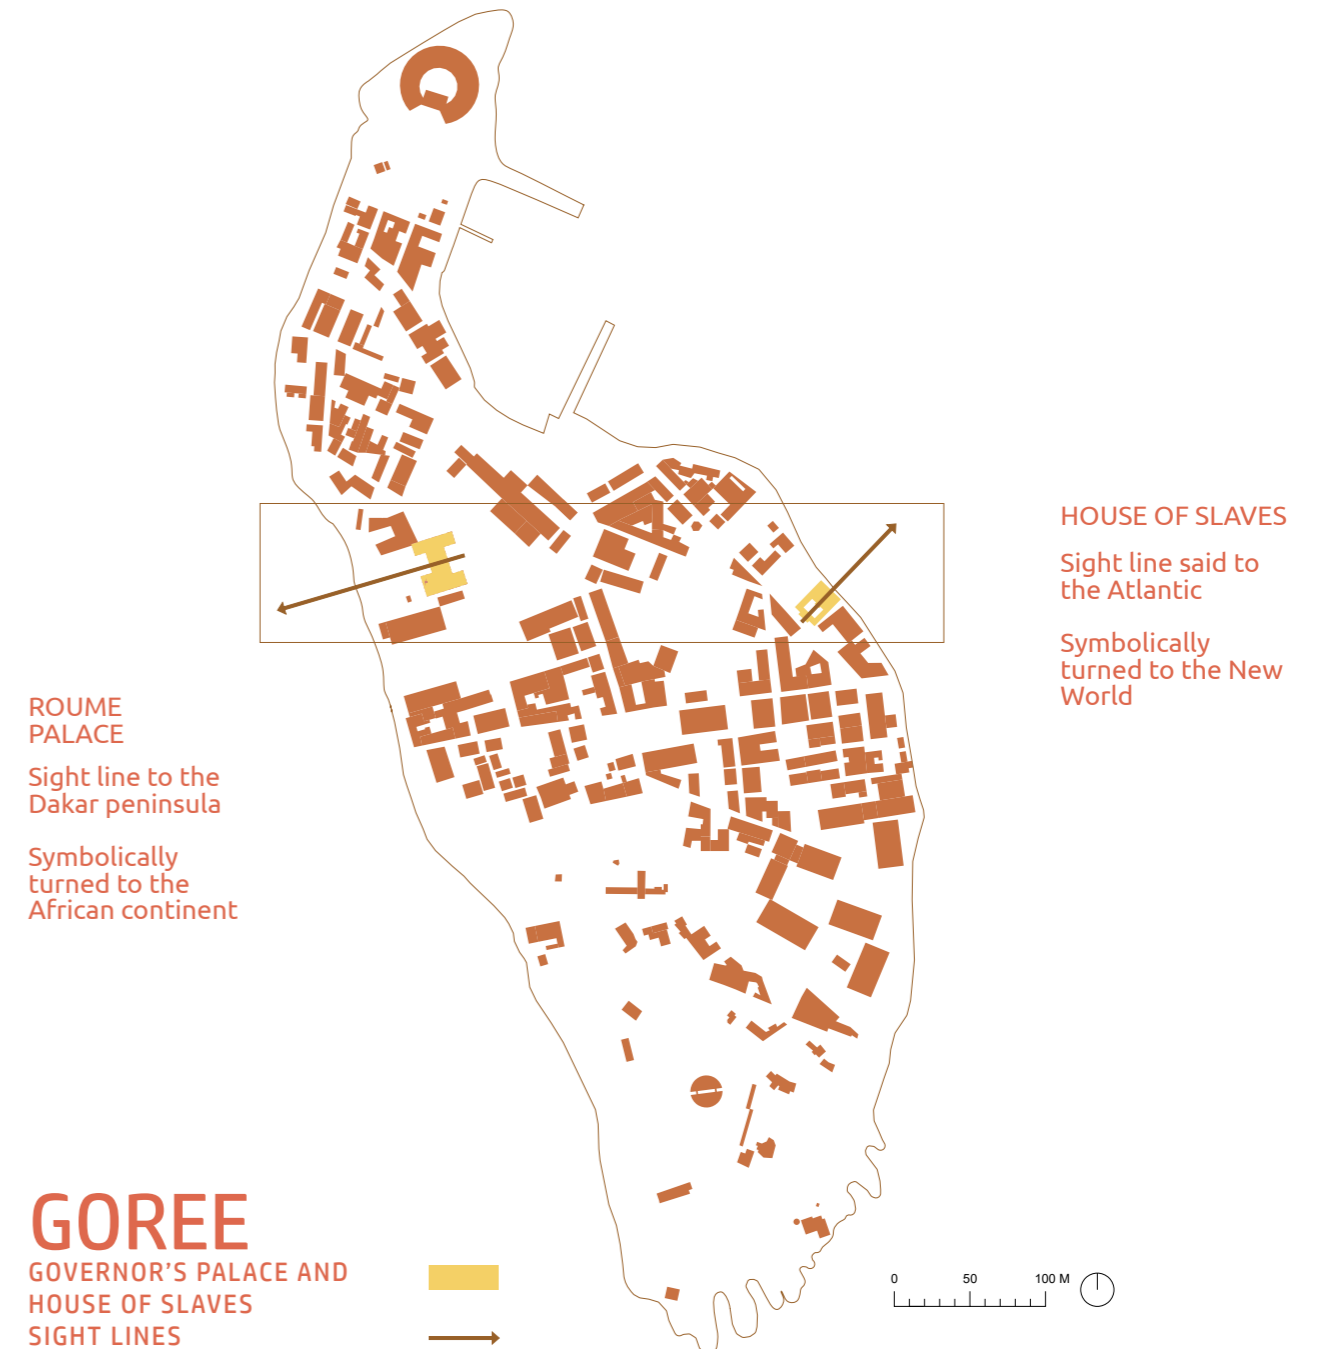 HOUSE OF SLAVES
Sight line said to
the Atlantic
Symbolically
turned to the New
World
ROUME
PALACE
Sight line to the
Dakar peninsula
Symbolically
turned to the
African continent
GOREE
GOVERNOR’S PALACE AND
HOUSE OF SLAVES
SIGHT LINES
0 50 100 M